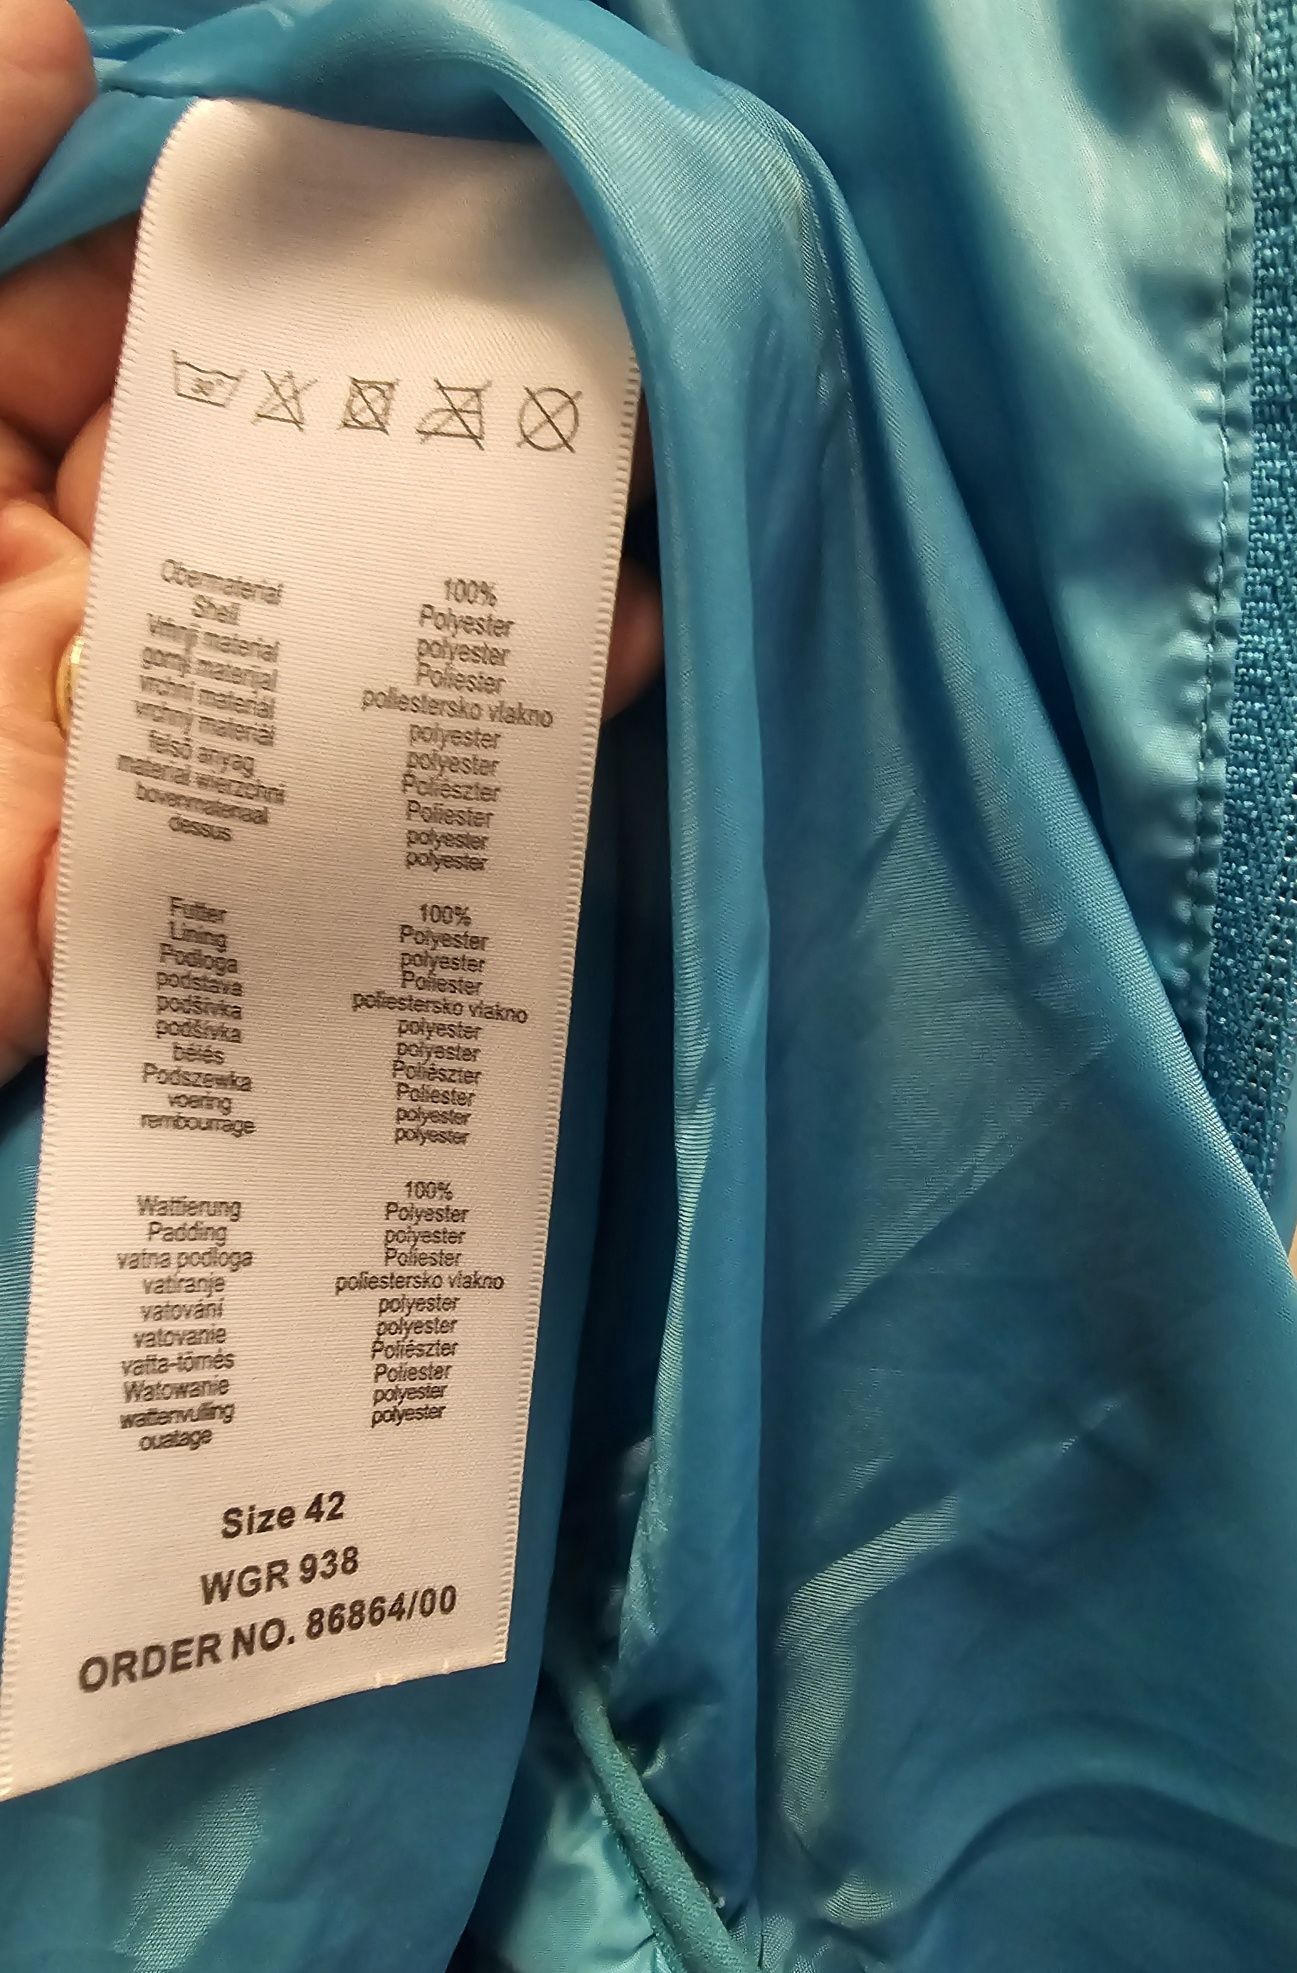 30°
Obermaterial 100%
Shell Polyester
Vrhnji material polyester
gornji materijal Poliester
vrchní materiál poliestersko vlakno
vrchný materiál polyester
felsö anyag polyester
material wierzchni Poliészter
bovenmateriaal Poliester
dessus polyester
polyester
Futter 100%
Lining Polyester
Podloga polyester
podstava Poliester
podšívka poliestersko vlakno
podšívka polyester
bélés polyester
Podszewka Poliészter
voering Poliester
rembourrage polyester
polyester
100%
Wattierung Polyester
Padding polyester
vatna podloga Poliester
vatiranje poliestersko vlakno
vatování polyester
vatovanie polyester
vatta-tömés Poliészter
Watowanie Poliester
wattenvulling polyester
ouatage polyester
Size 42
WGR 938
ORDER NO. 86864/00